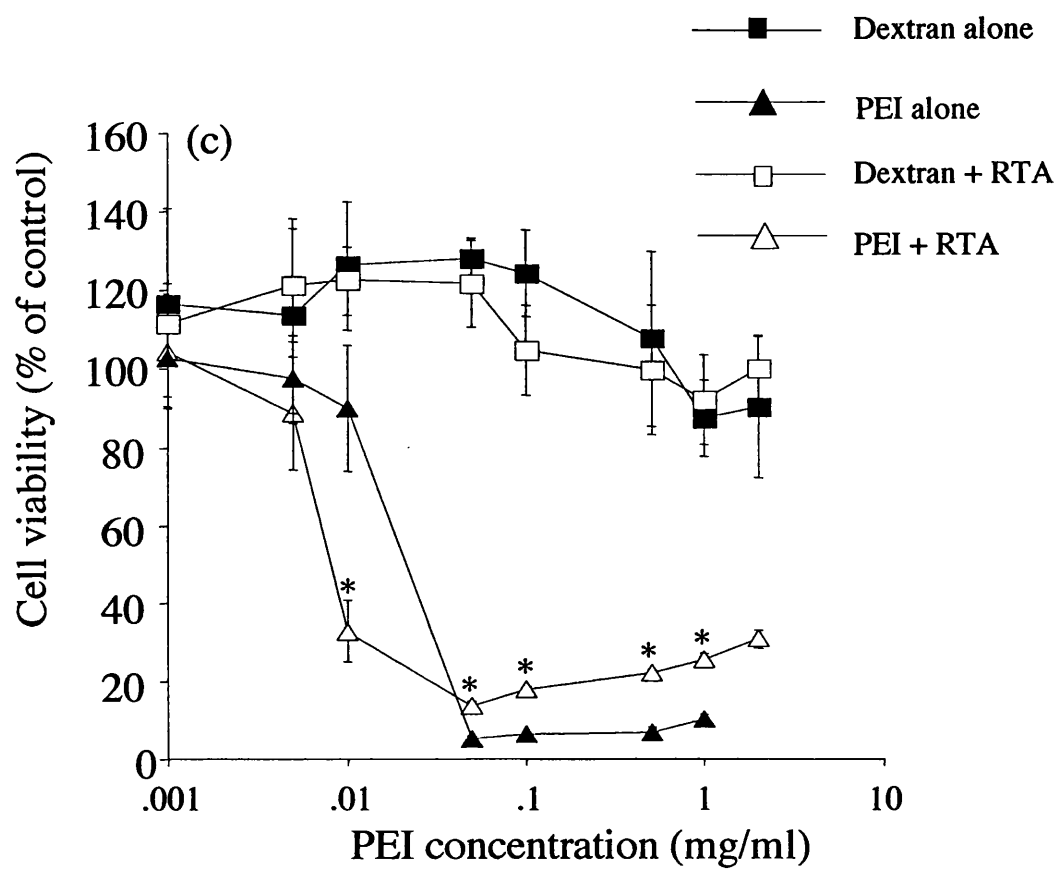 Dextran alone
PEI alone
Dextran + RTA
PEI + RTA
(c)
Cell viability (% of control)
160
140
120
100
80
60
40
20
0
*
*
*
*
*
.001
.01
.1
1
10
PEI concentration (mg/ml)